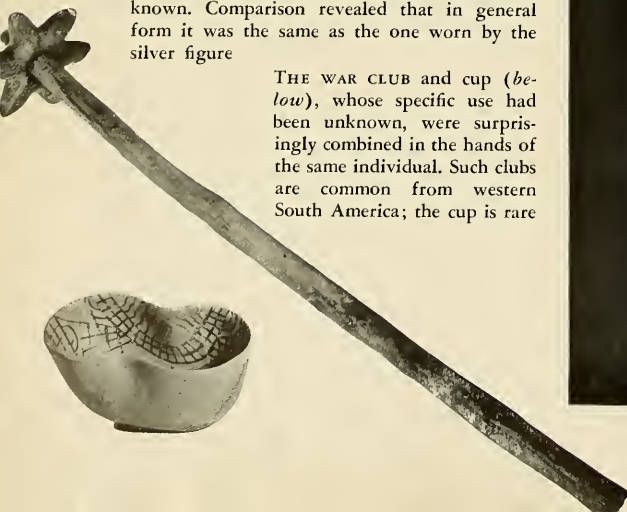 known. Comparison revealed that in general
form it was the same as the one worn by the
silver figure
THE WAR CLUB and cup (be-
low), whose specific use had
been unknown, were surpris-
ingly combined in the hands of
the same individual. Such clubs
are common from western
South America; the cup is rare